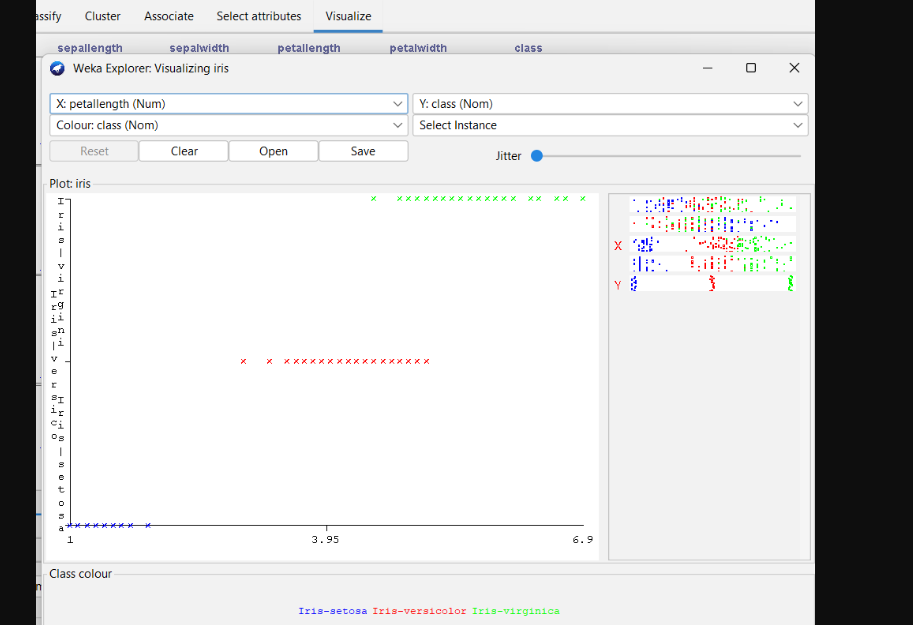 assify Cluster Associate Select attributes Visualize
sepallength sepalwidth petallength petalwidth class
Weka Explorer: Visualizing iris
X: petallength (Num) Y: class (Nom)
Colour: class (Nom) Select Instance
Reset Clear Open Save Jitter
Plot: iris
Iris-virgini
Iris-versico
Iris-setosa
X
Y
1 3.95 6.9
Class colour
Iris-setosa Iris-versicolor Iris-virginica